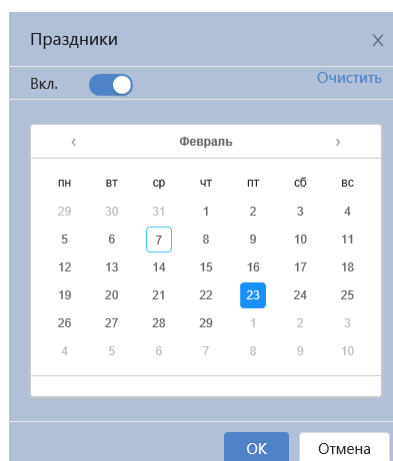 Праздники
Вкл. Очистить
‹ Февраль ›
пн вт ср чт пт сб вс
29 30 31 1 2 3 4
5 6 7 8 9 10 11
12 13 14 15 16 17 18
19 20 21 22 23 24 25
26 27 28 29 1 2 3
4 5 6 7 8 9 10
OK Отмена